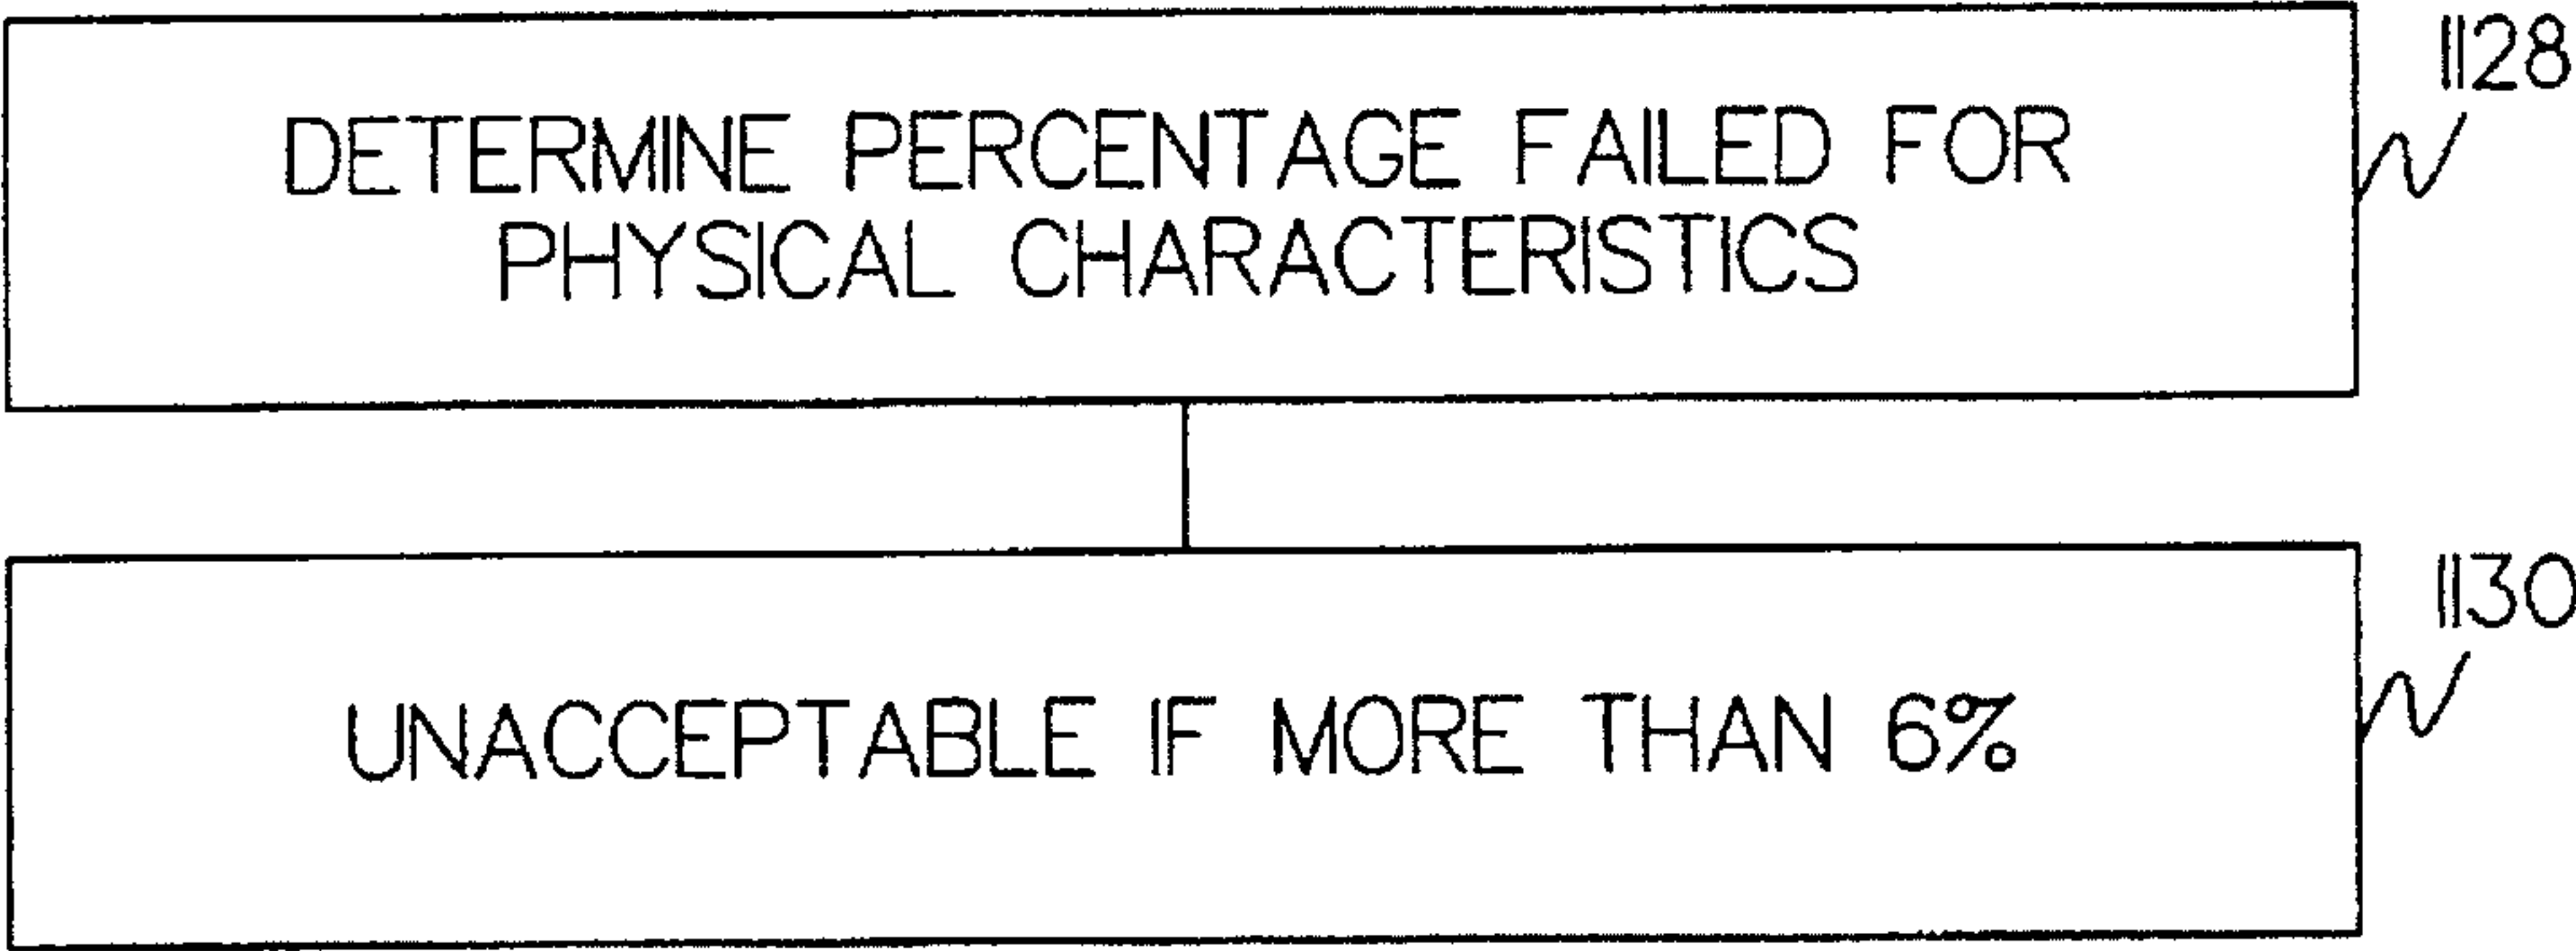 1128
DETERMINE PERCENTAGE FAILED FOR
PHYSICAL CHARACTERISTICS
1130
UNACCEPTABLE IF MORE THAN 6%